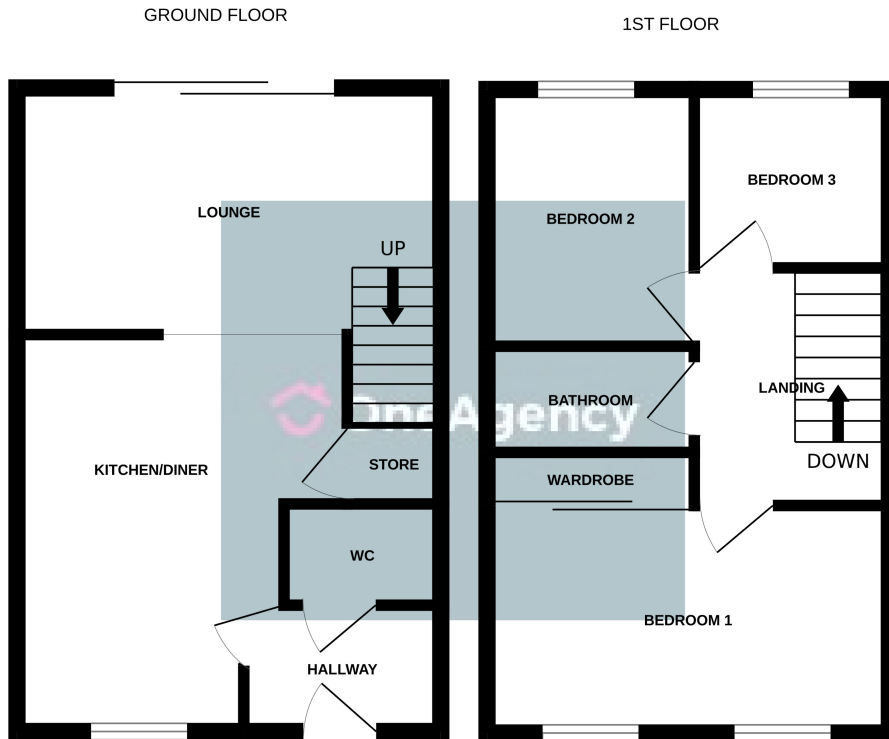 GROUND FLOOR
1ST FLOOR
LOUNGE
UP
KITCHEN/DINER
STORE
WC
HALLWAY
BEDROOM 2
BEDROOM 3
BATHROOM
LANDING
DOWN
WARDROBE
BEDROOM 1
OneAgency